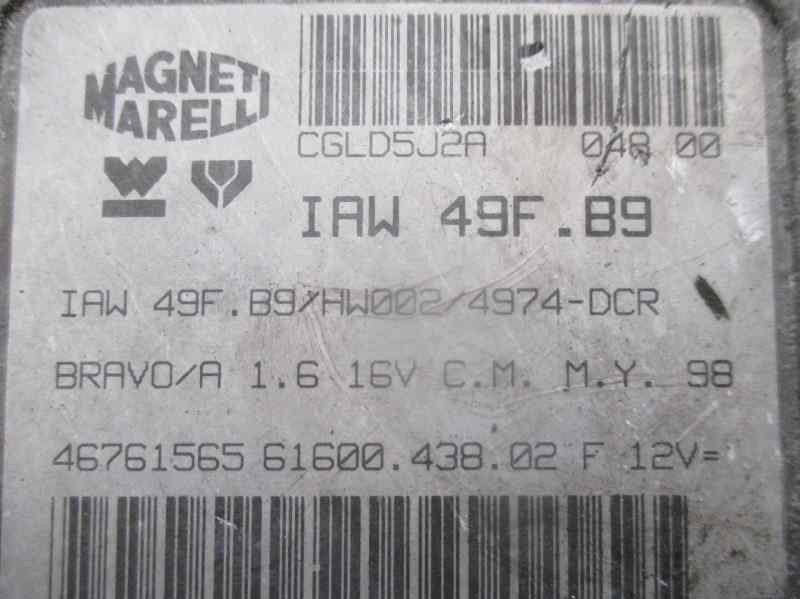 MAGNETI
MARELLI
CGLD5J2A 048 00
IAW 49F.B9
IAW 49F.B9/HW002/4974-DCR
BRAVO/A 1.6 16V C.M. M.Y. 98
46761565 61600.438.02 F 12V=